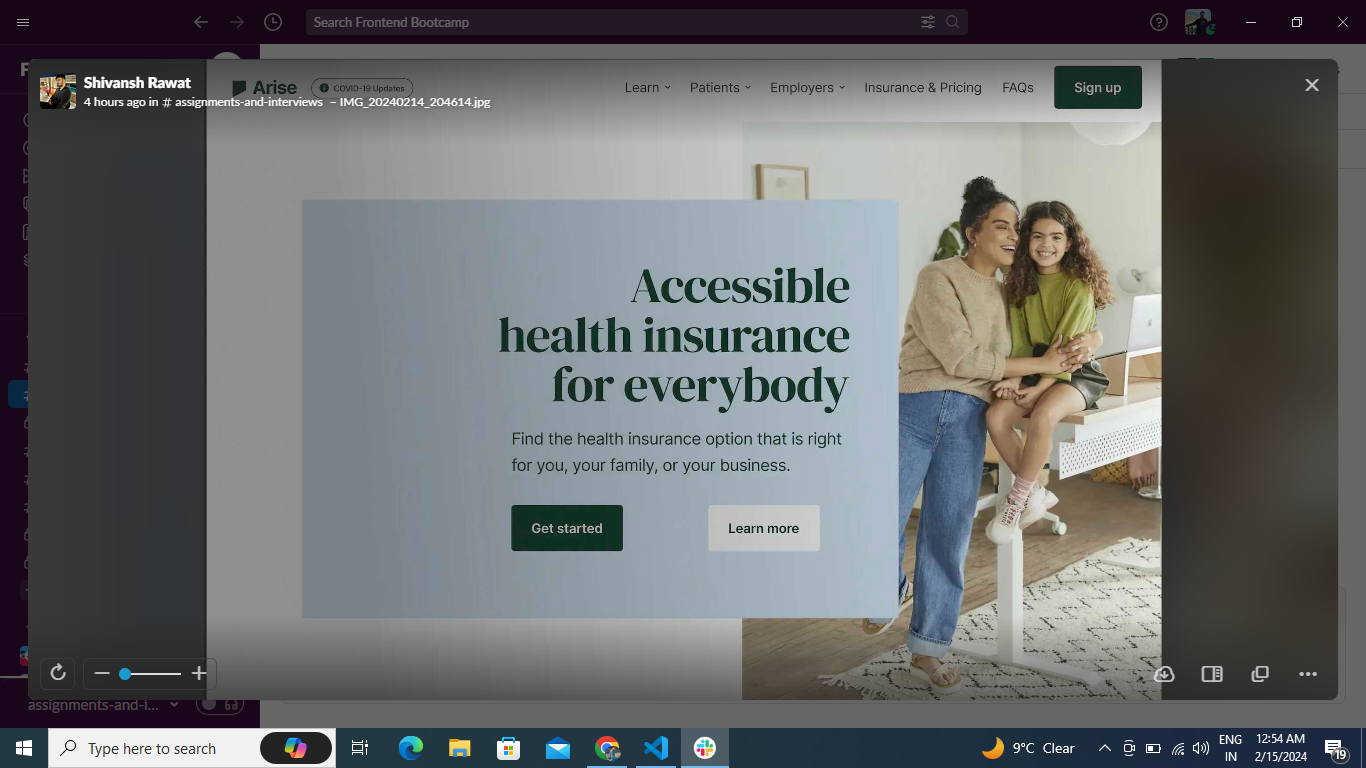 Search Frontend Bootcamp
Shivansh Rawat
4 hours ago in # assignments-and-interviews – IMG_20240214_204614.jpg
Arise
COVID-19 Updates
Learn
Patients
Employers
Insurance & Pricing
FAQs
Sign up
Accessible
health insurance
for everybody
Find the health insurance option that is right
for you, your family, or your business.
Get started
Learn more
assignments-and-i...
Type here to search
9°C Clear
ENG
IN
12:54 AM
2/15/2024
19